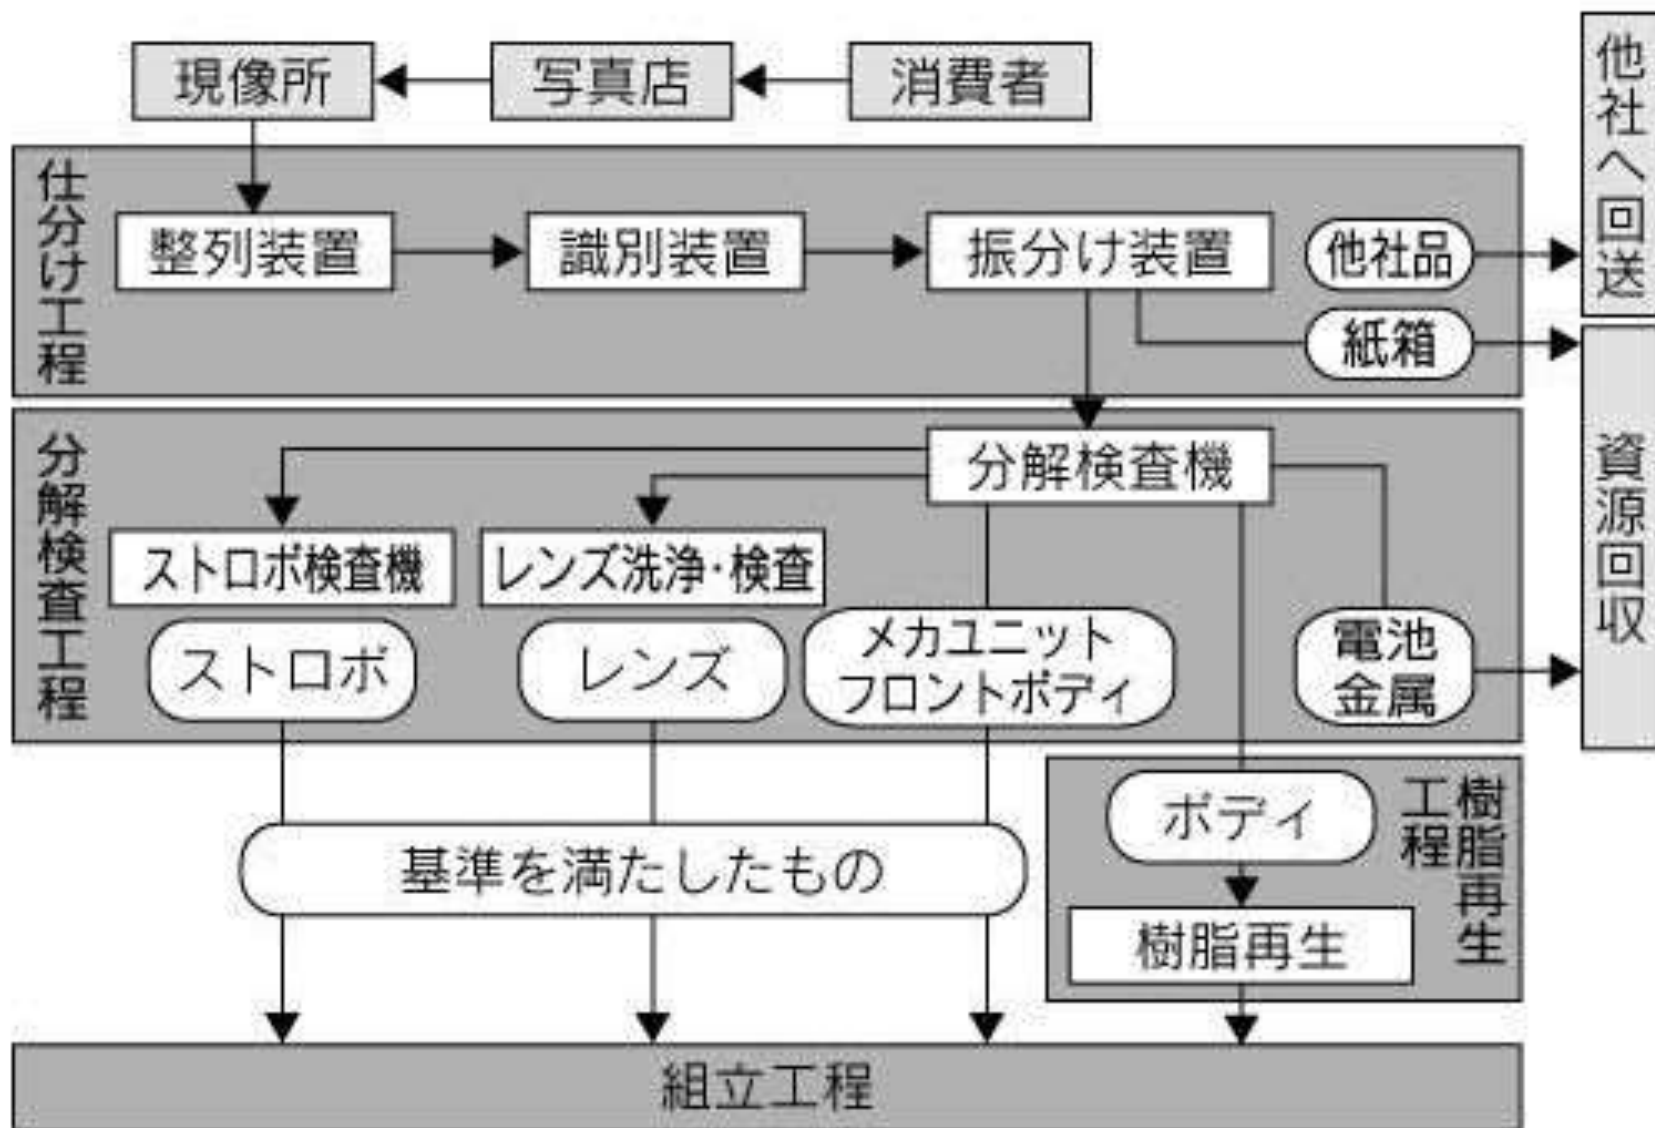 現像所
写真店
消費者
他社へ回送
仕分け工程
整列装置
識別装置
振分け装置
他社品
紙箱
資源回収
分解検査工程
分解検査機
ストロボ検査機
レンズ洗浄・検査
ストロボ
レンズ
メカユニット
フロントボディ
電池
金属
樹脂再生
工程
ボディ
基準を満たしたもの
樹脂再生
組立工程